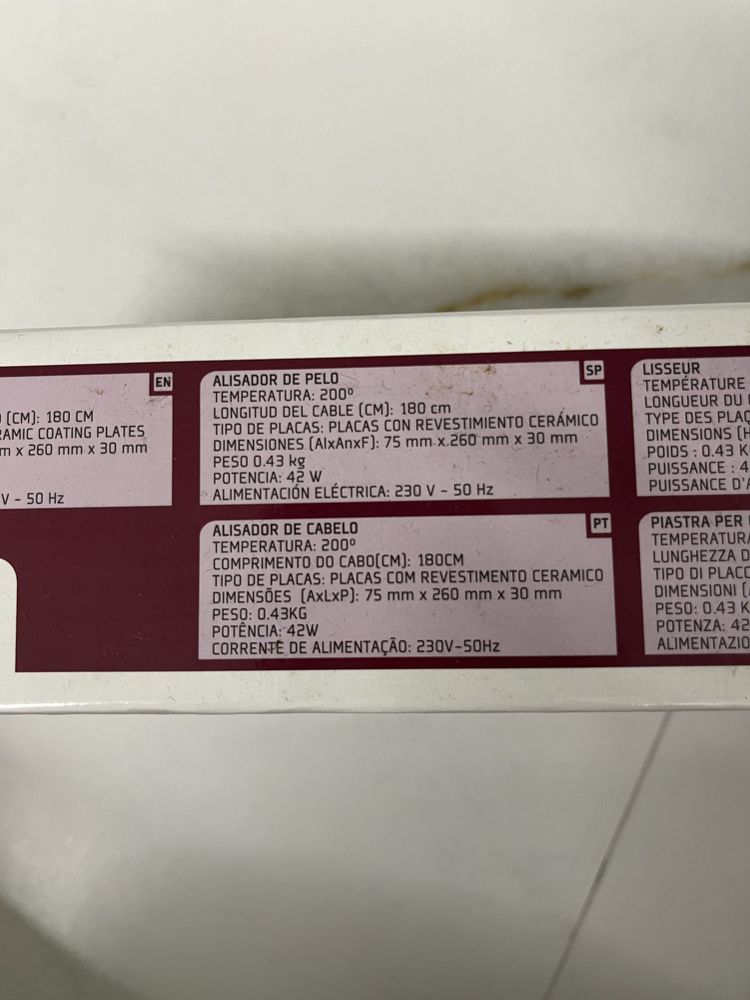 EN
(CM): 180 CM
COATING PLATES
m x 260 mm x 30 mm
V - 50 Hz
SP
ALISADOR DE PELO
TEMPERATURA: 200º
LONGITUD DEL CABLE (CM): 180 cm
TIPO DE PLACAS: PLACAS CON REVESTIMIENTO CERÁMICO
DIMENSIONES (AlxAnxF): 75 mm x 260 mm x 30 mm
PESO 0.43 kg
POTENCIA: 42 W
ALIMENTACIÓN ELÉCTRICA: 230 V ~ 50 Hz
PT
ALISADOR DE CABELO
TEMPERATURA: 200º
COMPRIMENTO DO CABO(CM): 180CM
TIPO DE PLACAS: PLACAS COM REVESTIMENTO CERAMICO
DIMENSÕES (AxLxP): 75 mm x 260 mm x 30 mm
PESO: 0.43KG
POTÊNCIA: 42W
CORRENTE DE ALIMENTAÇÃO: 230V~50Hz
LISSEUR
TEMPÉRATURE
LONGUEUR DU
TYPE DES PLAQ
DIMENSIONS (H
POIDS : 0.43 K
PUISSANCE : 4
PUISSANCE D'A
PIASTRA PER
TEMPERATURA
LUNGHEZZA D
TIPO DI PLACC
DIMENSIONI (
PESO: 0.43 K
POTENZA: 42
ALIMENTAZIO